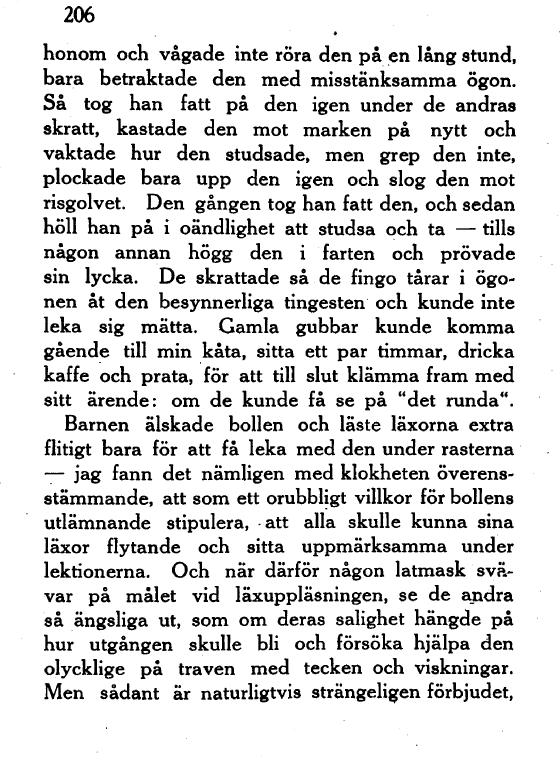 206
honom och vågade inte röra den på en lång stund,
bara betraktade den med misstänksamma ögon.
Så tog han fatt på den igen under de andras
skratt, kastade den mot marken på nytt och
vaktade hur den studsade, men grep den inte,
plockade bara upp den igen och slog den mot
risgolvet. Den gången tog han fatt den, och sedan
höll han på i oändlighet att studsa och ta — tills
någon annan högg den i farten och prövade
sin lycka. De skrattade så de fingo tårar i ögo-
nen åt den besynnerliga tingesten och kunde inte
leka sig mätta. Gamla gubbar kunde komma
gående till min kåta, sitta ett par timmar, dricka
kaffe och prata, för att till slut klämma fram med
sitt ärende: om de kunde få se på “det runda“.
Barnen älskade bollen och läste läxorna extra
flitigt bara för att få leka med den under rasterna
— jag fann det nämligen med klokheten överens-
stämmande, att som ett orubbligt villkor för bollens
utlämnande stipulera, att alla skulle kunna sina
läxor flytande och sitta uppmärksamma under
lektionerna. Och när därför någon latmask svä-
var på målet vid läxuppläsningen, se de andra
så ängsliga ut, som om deras salighet hängde på
hur utgången skulle bli och försöka hjälpa den
olycklige på traven med tecken och viskningar.
Men sådant är naturligtvis strängeligen förbjudet,